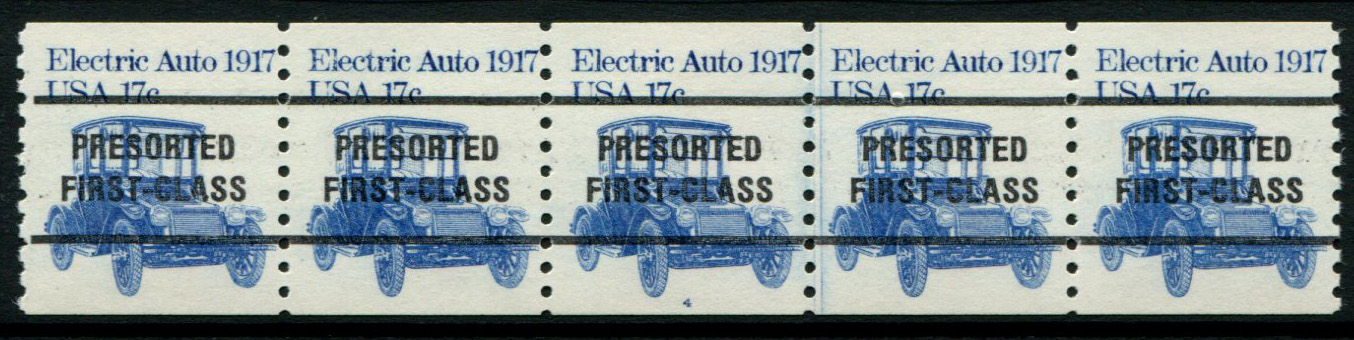 Electric Auto 1917 Electric Auto 1917 Electric Auto 1917 Electric Auto 1917 Electric Auto 1917
USA 17c USA 17c USA 17c USA 17c USA 17c
PRESORTED PRESORTED PRESORTED PRESORTED PRESORTED
FIRST-CLASS FIRST-CLASS FIRST-CLASS FIRST-CLASS FIRST-CLASS
4